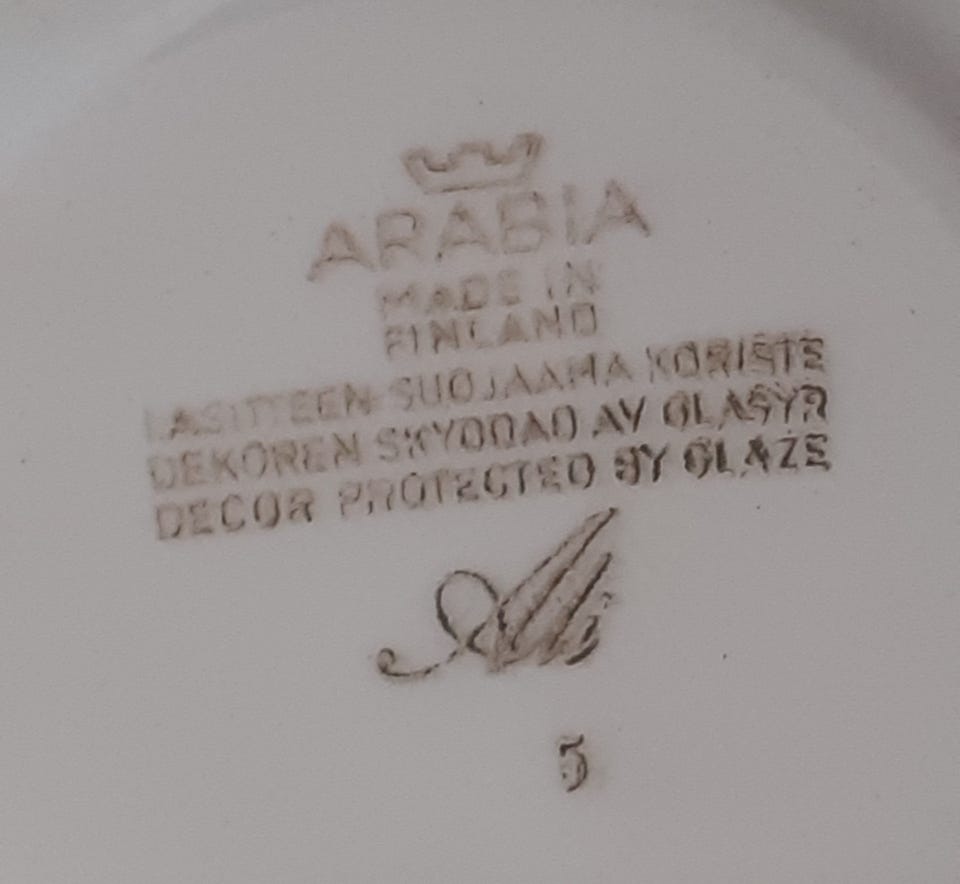 ARABIA
MADE IN
FINLAND
LASITTEEN SUOJAAMA KORISTE
DEKOREN SKYDDAD AV GLASYR
DECOR PROTECTED BY GLAZE
5